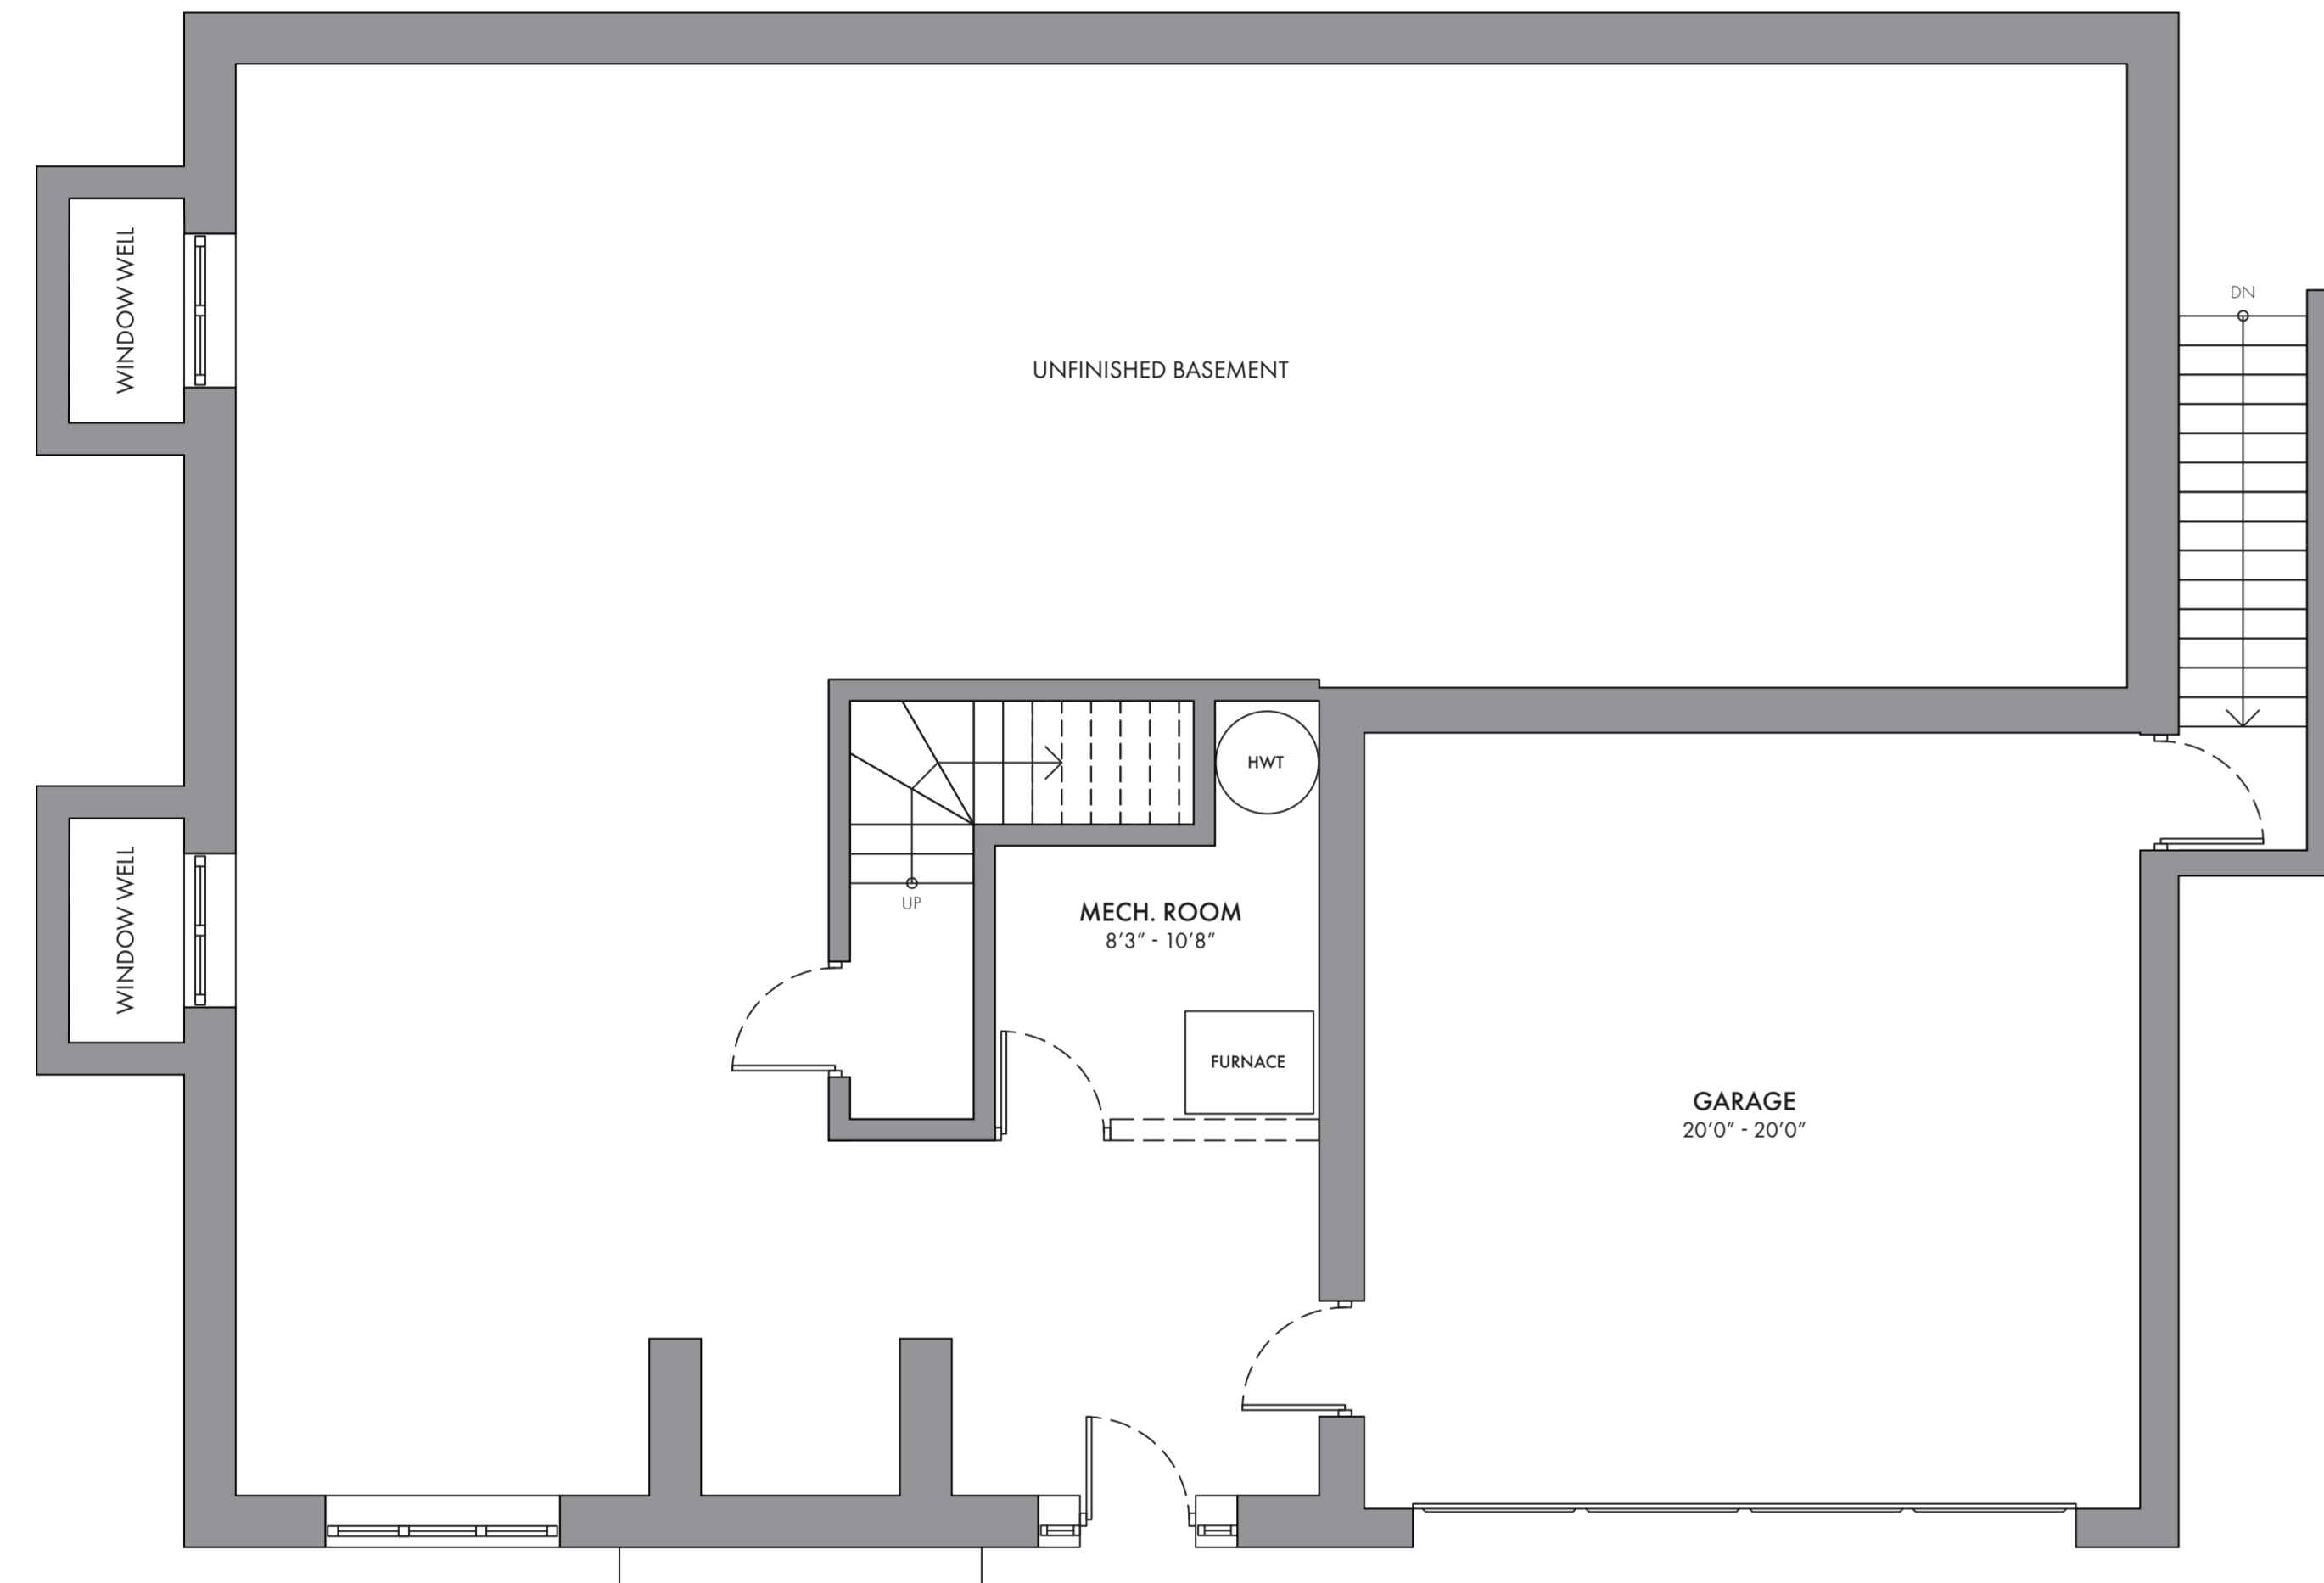 WINDOW WELL
DN
UNFINISHED BASEMENT
HWT
UP
MECH. ROOM
8’3” - 10’8”
WINDOW WELL
FURNACE
GARAGE
20’0” - 20’0”